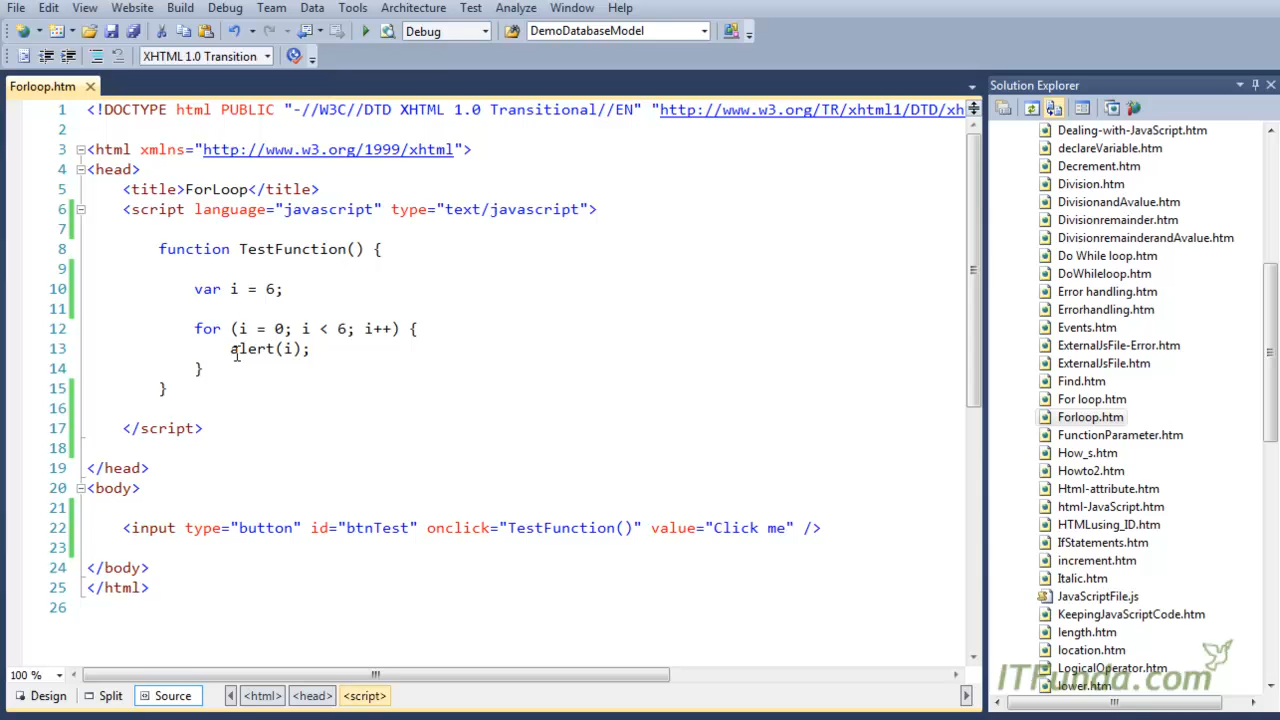 File Edit View Website Build Debug Team Data Tools Architecture Test Analyze Window Help
Debug DemoDatabaseModel
XHTML 1.0 Transition
Forloop.htm
1 <!DOCTYPE html PUBLIC "-//W3C//DTD XHTML 1.0 Transitional//EN" "http://www.w3.org/TR/xhtml1/DTD/xh
2
3 <html xmlns="http://www.w3.org/1999/xhtml">
4 <head>
5 <title>ForLoop</title>
6 <script language="javascript" type="text/javascript">
7
8 function TestFunction() {
9
10 var i = 6;
11
12 for (i = 0; i < 6; i++) {
13 alert(i);
14 }
15 }
16
17 </script>
18
19 </head>
20 <body>
21
22 <input type="button" id="btnTest" onclick="TestFunction()" value="Click me" />
23
24 </body>
25 </html>
26
100 %
Design Split Source <html> <head> <script>
Solution Explorer
Dealing-with-JavaScript.htm
declareVariable.htm
Decrement.htm
Division.htm
DivisionandAvalue.htm
Divisionremainder.htm
DivisionremainderandAvalue.htm
Do While loop.htm
DoWhileloop.htm
Error handling.htm
Errorhandling.htm
Events.htm
ExternalJsFile-Error.htm
ExternalJsFile.htm
Find.htm
For loop.htm
Forloop.htm
FunctionParameter.htm
How_s.htm
Howto2.htm
Html-attribute.htm
html-JavaScript.htm
HTMLusing_ID.htm
IfStatements.htm
increment.htm
Italic.htm
JavaScriptFile.js
KeepingJavaScriptCode.htm
length.htm
location.htm
LogicalOperator.htm
lower.htm
ITFunda.com